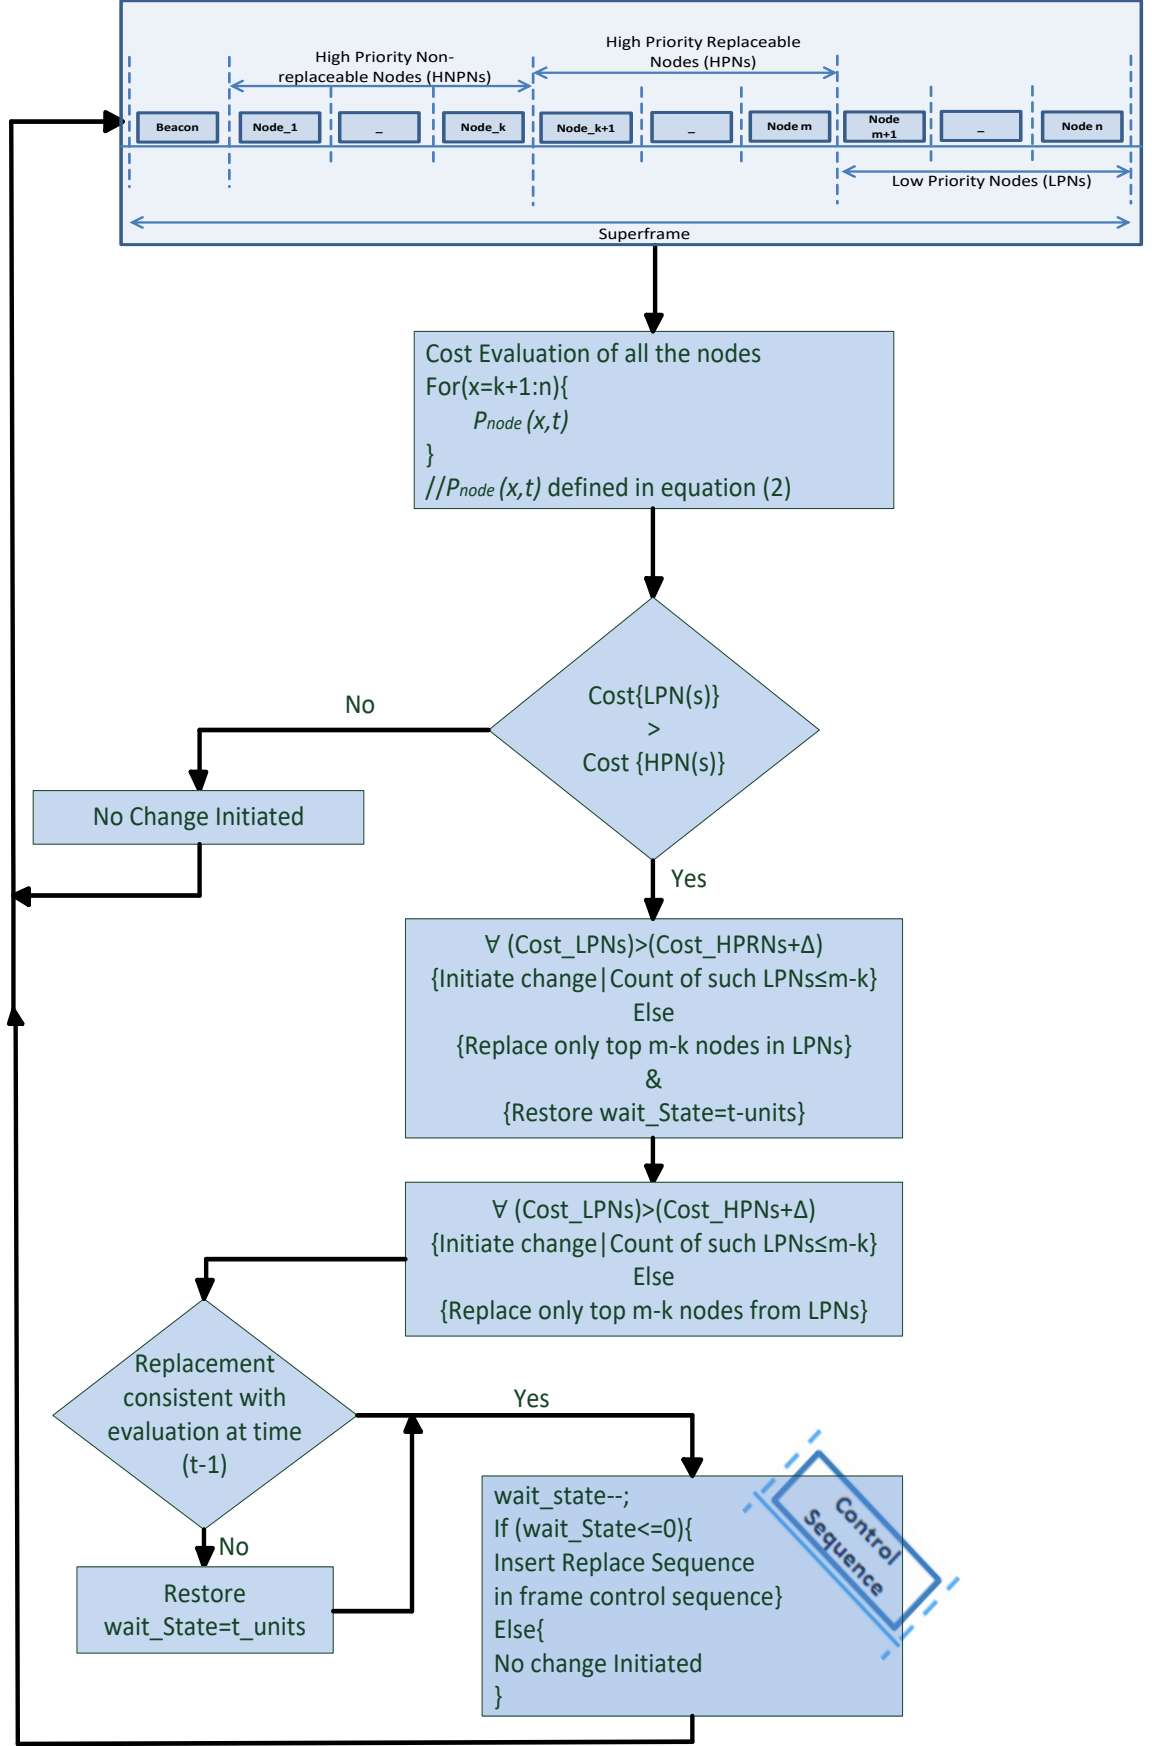 High Priority Non-
replaceable Nodes (HNPNs)
High Priority Replaceable
Nodes (HPNs)
Beacon
Node_1
_
Node_k
Node_k+1
_
Node m
Node
m+1
_
Node n
Low Priority Nodes (LPNs)
Superframe
Cost Evaluation of all the nodes
For(x=k+1:n){
Pnode (x,t)
}
//Pnode (x,t) defined in equation (2)
Cost{LPN(s)}
>
Cost {HPN(s)}
No
No Change Initiated
Yes
∀ (Cost_LPNs)>(Cost_HPRNs+Δ)
{Initiate change|Count of such LPNs≤m-k}
Else
{Replace only top m-k nodes in LPNs}
&
{Restore wait_State=t-units}
∀ (Cost_LPNs)>(Cost_HPNs+Δ)
{Initiate change|Count of such LPNs≤m-k}
Else
{Replace only top m-k nodes from LPNs}
Replacement
consistent with
evaluation at time
(t-1)
Yes
No
Restore
wait_State=t_units
wait_state--;
If (wait_State<=0){
Insert Replace Sequence
in frame control sequence}
Else{
No change Initiated
}
Control
Sequence